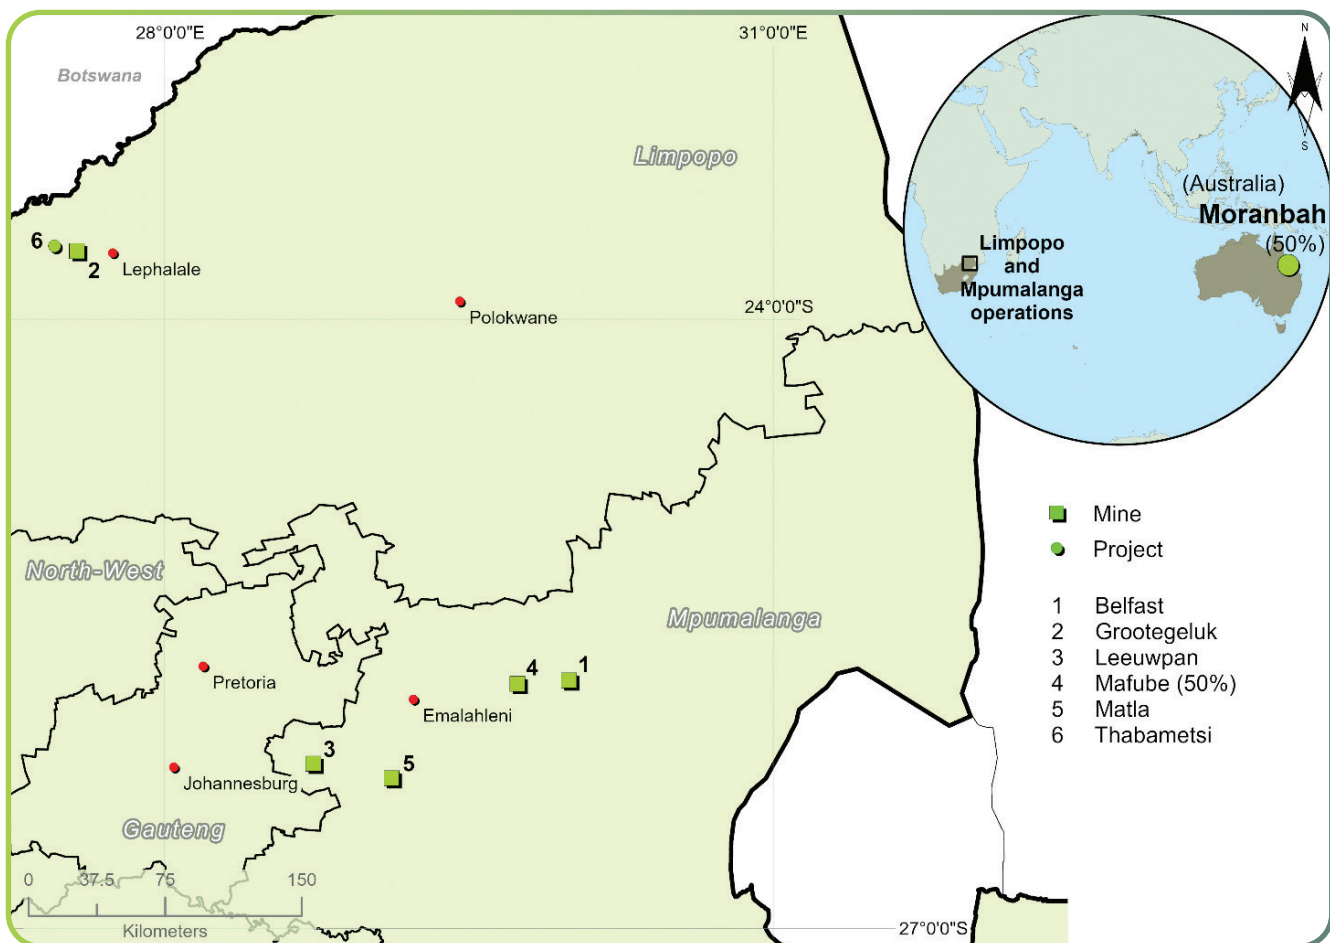 28°0'0"E
31°0'0"E
Botswana
Limpopo
6
2
Lephalale
Polokwane
24°0'0"S
North-West
Mpumalanga
Pretoria
Emalahleni
4
1
3
5
Johannesburg
Gauteng
0
37.5
75
150
Kilometers
27°0'0"S
N
S
(Australia)
Moranbah
(50%)
Limpopo
and
Mpumalanga
operations
Mine
Project
1 Belfast
2 Grootegeluk
3 Leeuwpan
4 Mafube (50%)
5 Matla
6 Thabametsi